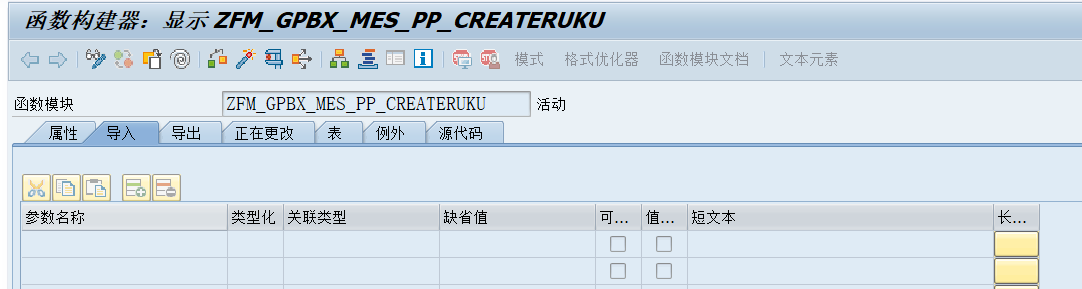 函数构建器：显示 ZFM_GPBX_MES_PP_CREATERUKU
模式 格式优化器 函数模块文档 文本元素
函数模块 ZFM_GPBX_MES_PP_CREATERUKU 活动
属性 导入 导出 正在更改 表 例外 源代码
参数名称 类型化 关联类型 缺省值 可... 值... 短文本 长...